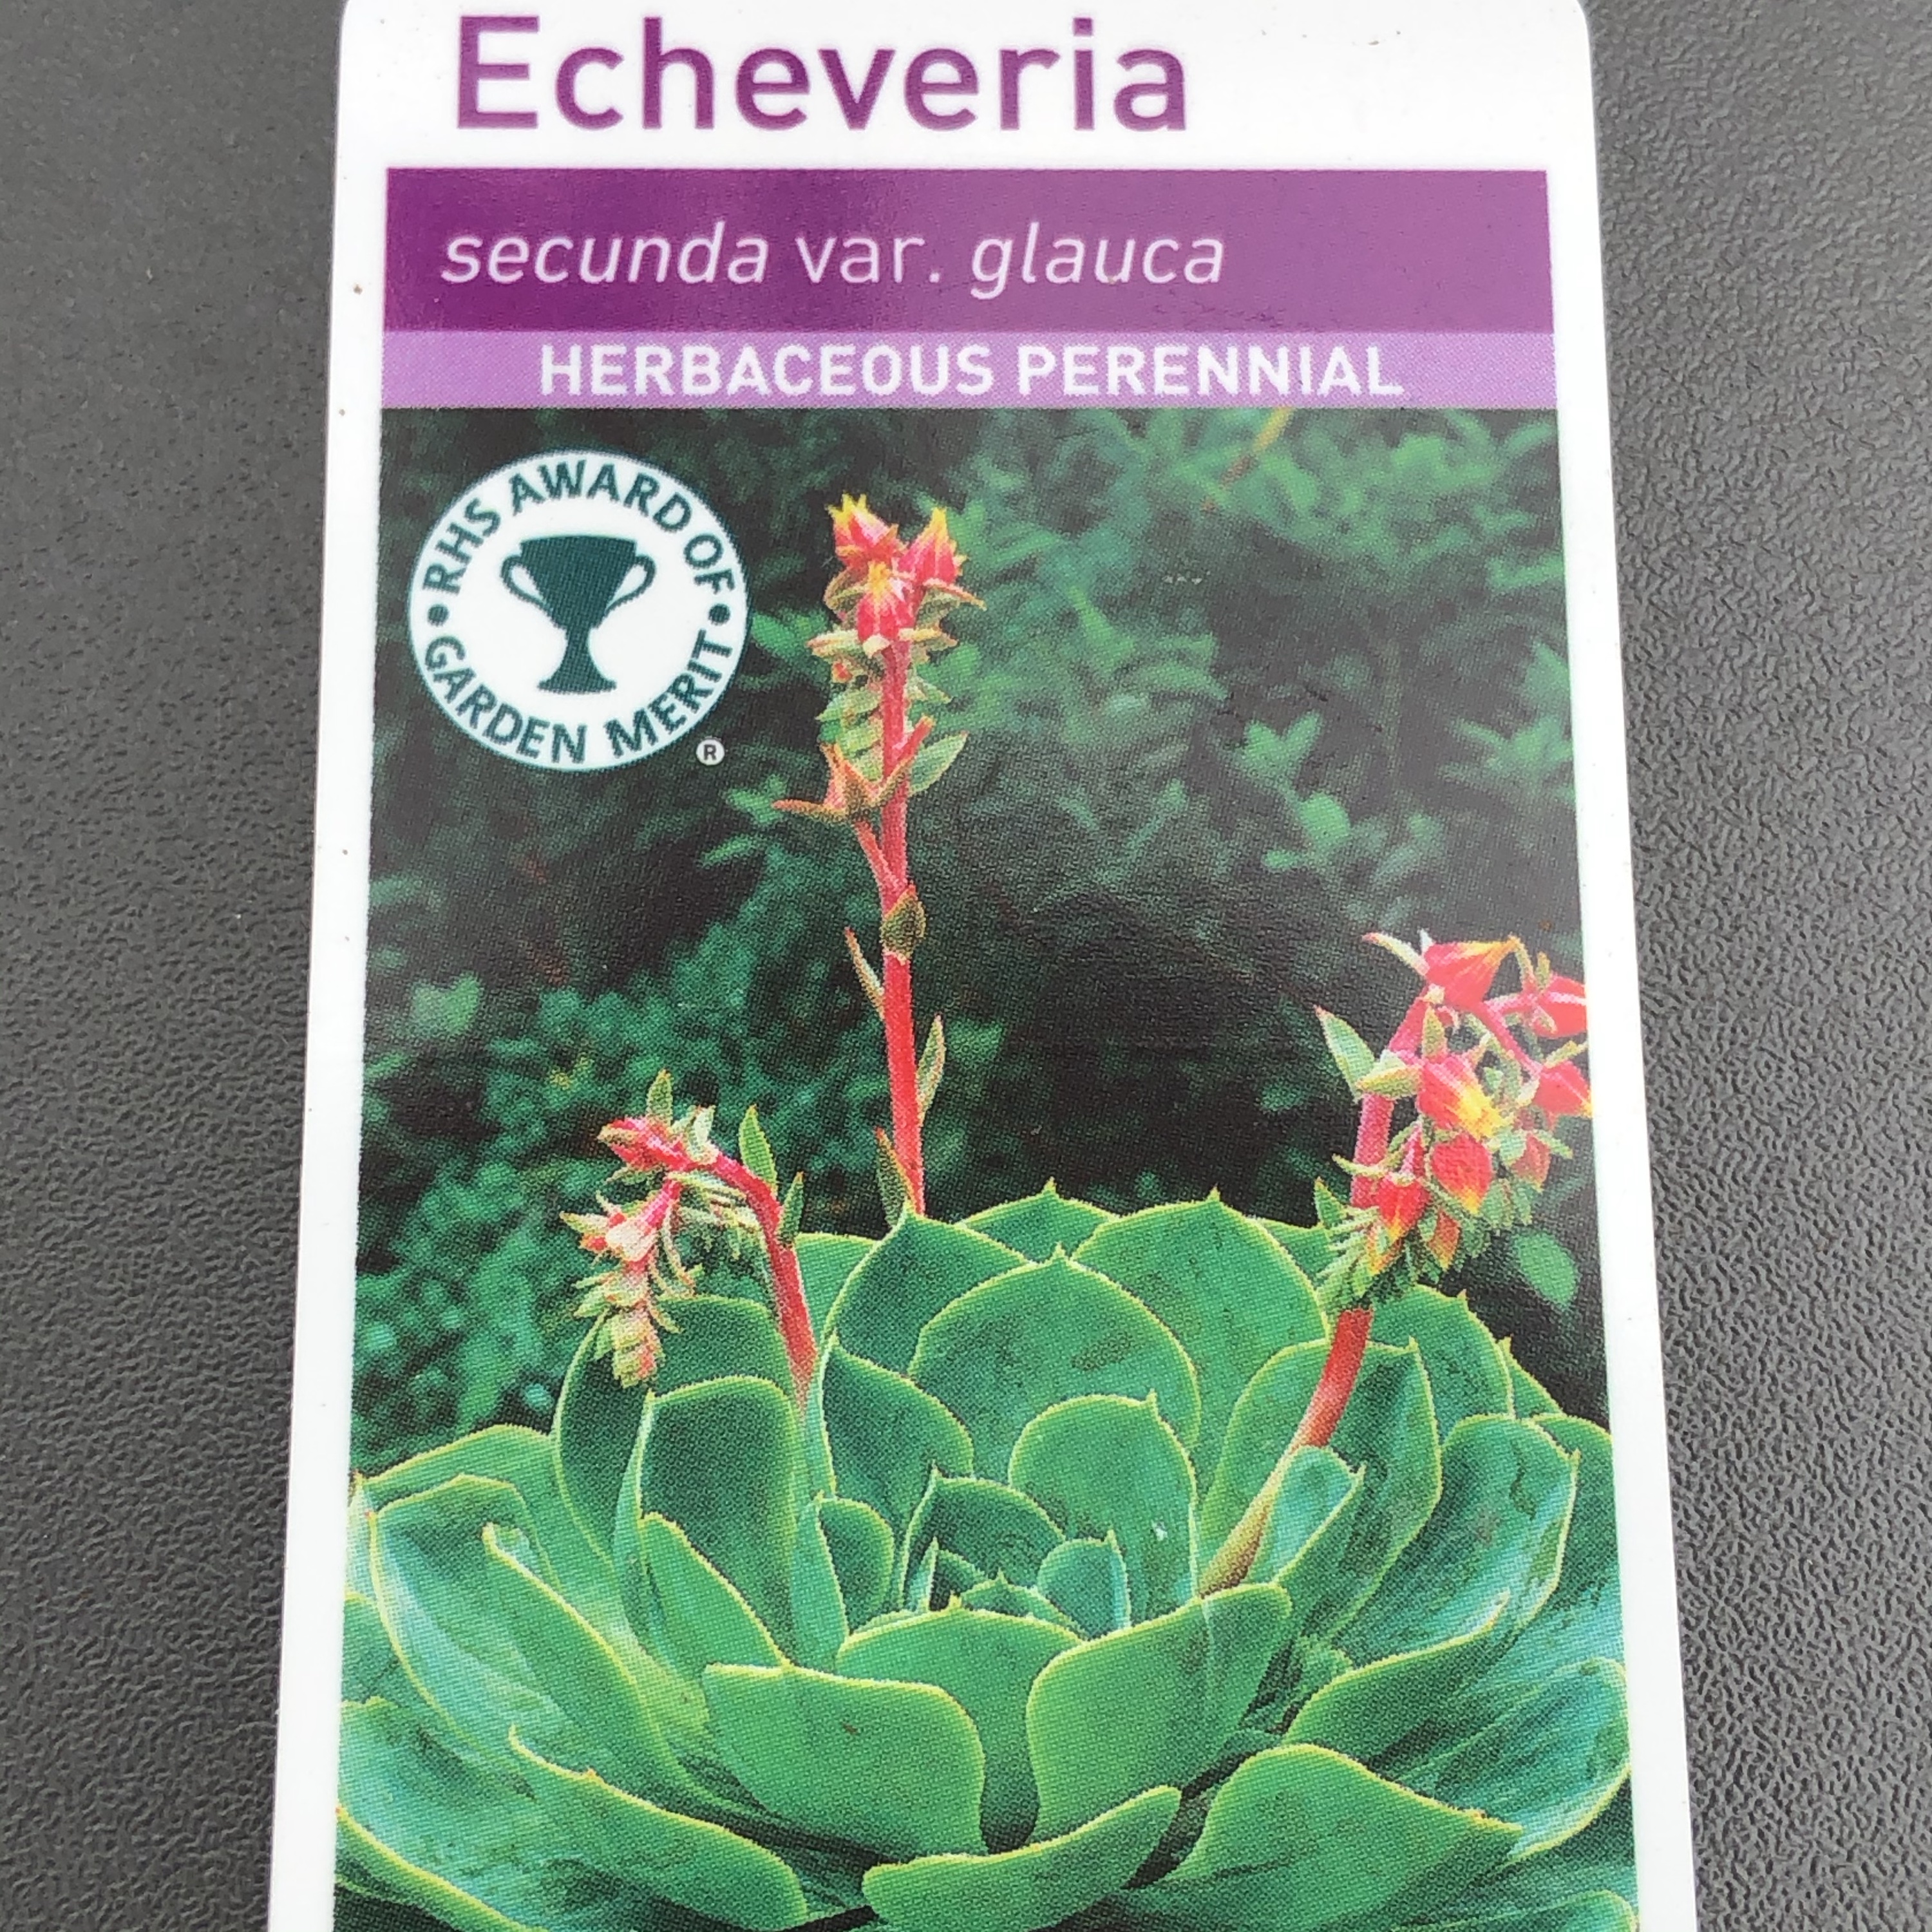 Echeveria
secunda var. glauca
HERBACEOUS PERENNIAL
• RHS AWARD OF •
GARDEN MERIT
®